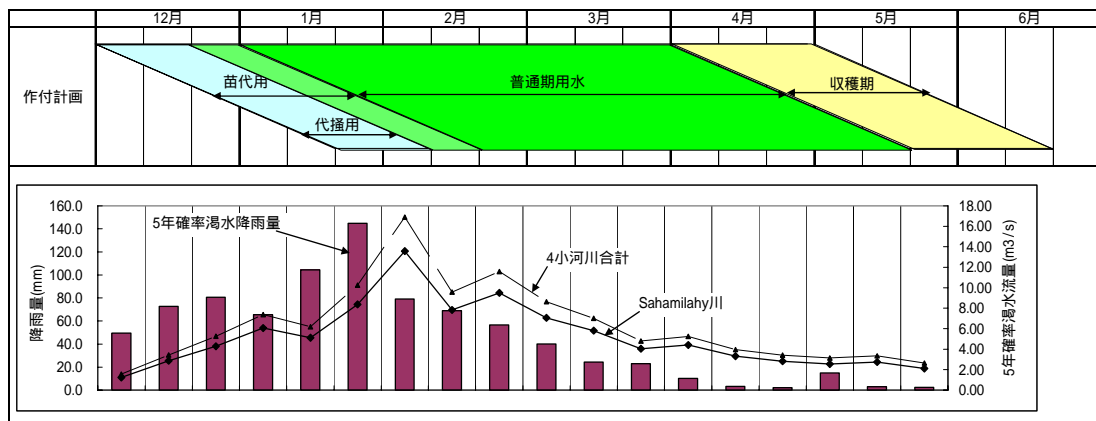 12月 1月 2月 3月 4月 5月 6月
作付計画
苗代用
代掻用
普通期用水
収穫期
降雨量(mm)
160.0
140.0
120.0
100.0
80.0
60.0
40.0
20.0
0.0
5年確率渇水降雨量
4小河川合計
Sahamilahy川
18.00
16.00
14.00
12.00
10.00
8.00
6.00
4.00
2.00
0.00
5年確率渇水流量(m3/s)